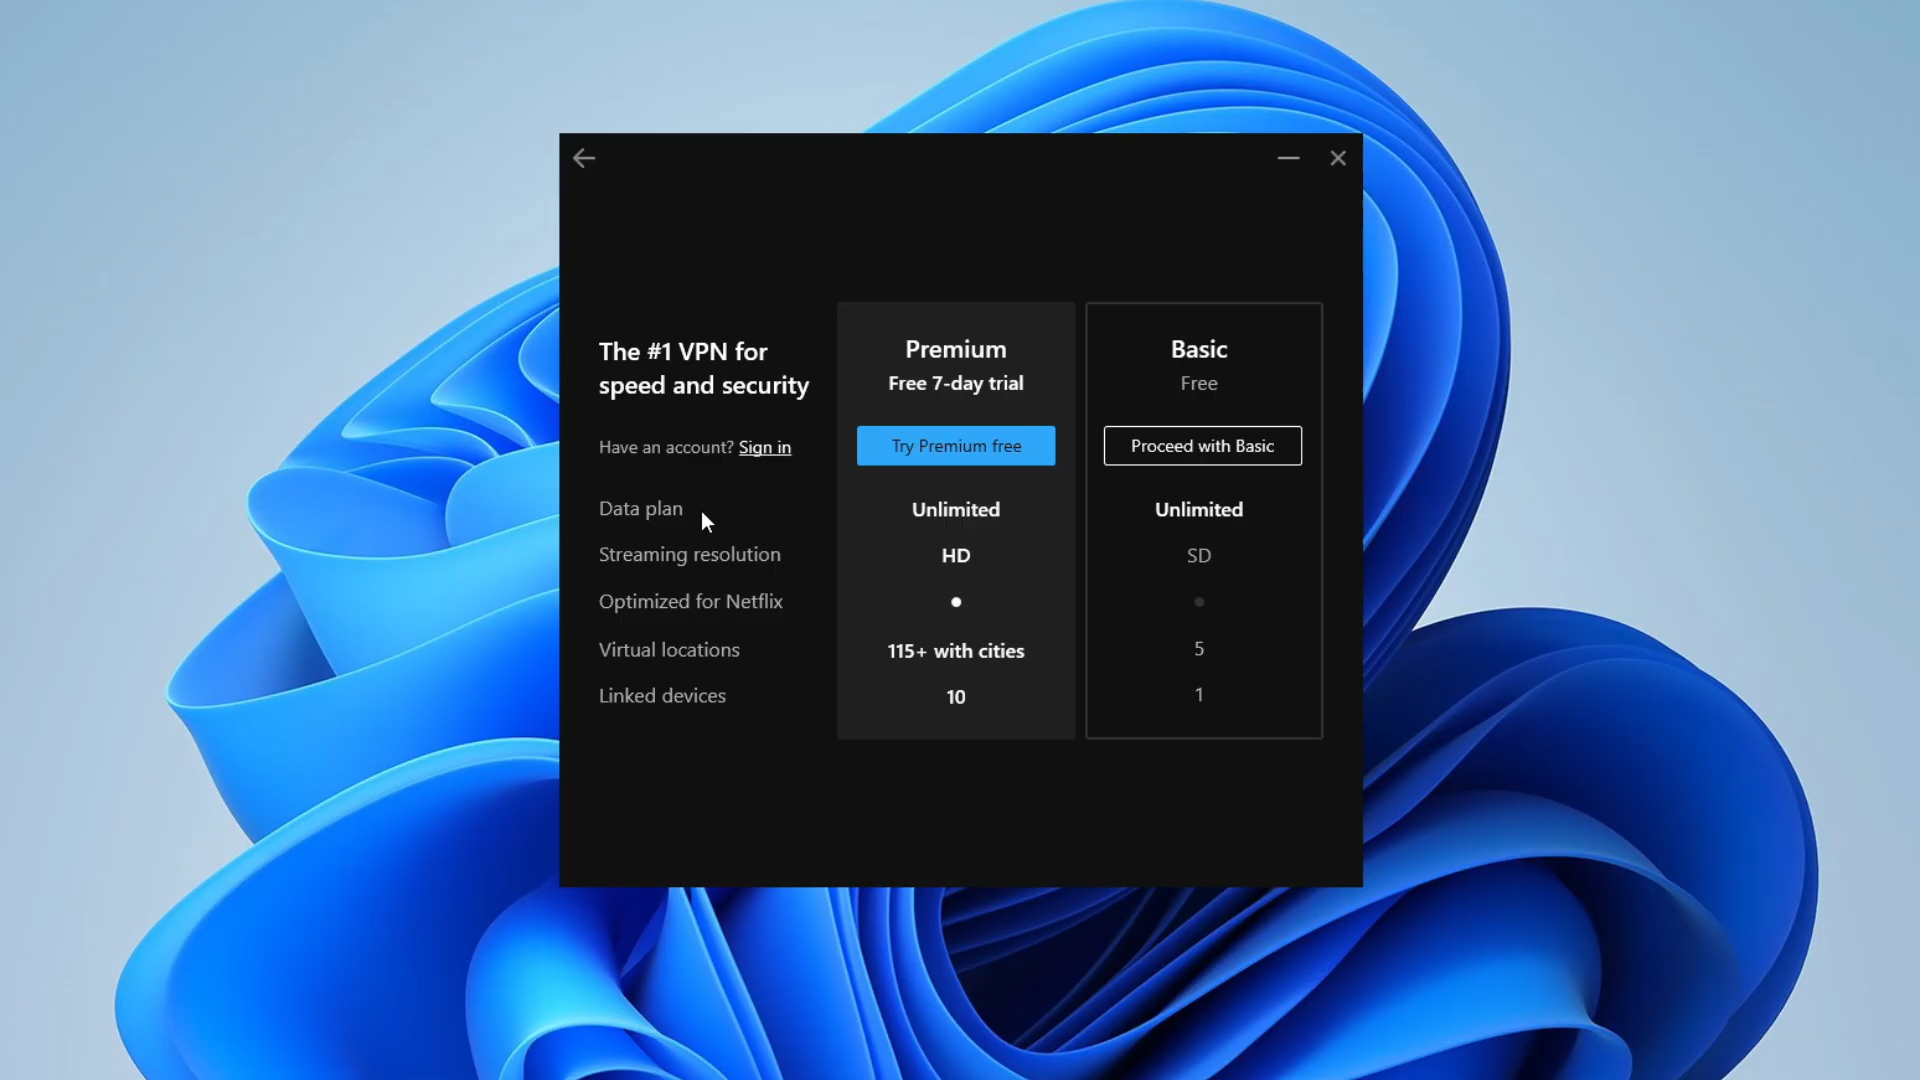 The #1 VPN for
speed and security
Have an account? Sign in
Premium
Free 7-day trial
Try Premium free
Basic
Free
Proceed with Basic
Data plan Unlimited Unlimited
Streaming resolution HD SD
Optimized for Netflix
Virtual locations 115+ with cities 5
Linked devices 10 1